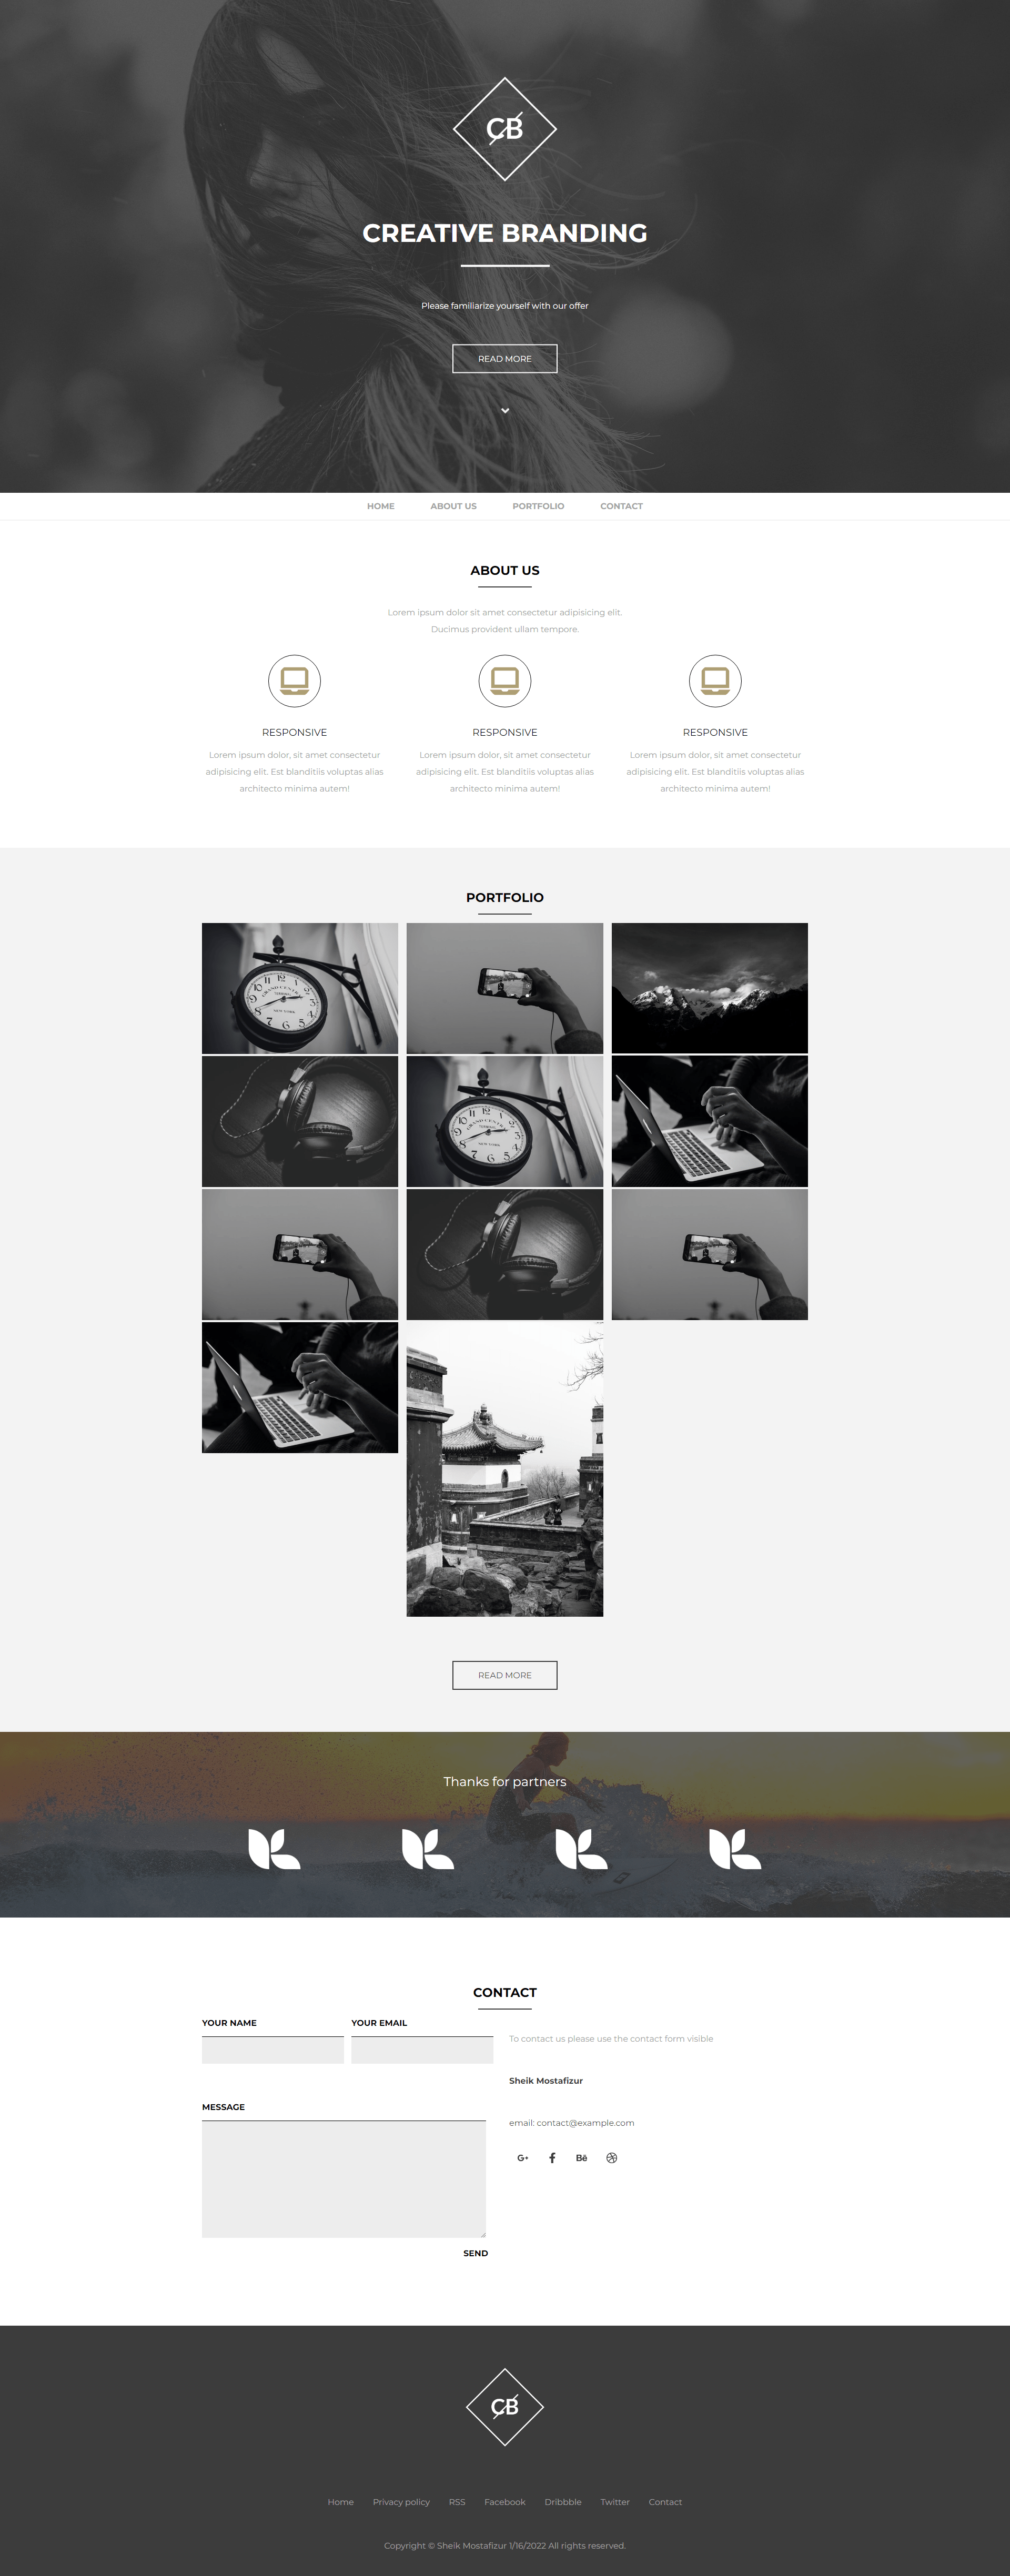 CB
CREATIVE BRANDING
Please familiarize yourself with our offer
READ MORE
HOME ABOUT US PORTFOLIO CONTACT
ABOUT US
Lorem ipsum dolor sit amet consectetur adipisicing elit.
Ducimus provident ullam tempore.
RESPONSIVE
Lorem ipsum dolor, sit amet consectetur
adipisicing elit. Est blanditiis voluptas alias
architecto minima autem!
RESPONSIVE
Lorem ipsum dolor, sit amet consectetur
adipisicing elit. Est blanditiis voluptas alias
architecto minima autem!
RESPONSIVE
Lorem ipsum dolor, sit amet consectetur
adipisicing elit. Est blanditiis voluptas alias
architecto minima autem!
PORTFOLIO
READ MORE
Thanks for partners
CONTACT
YOUR NAME YOUR EMAIL
MESSAGE
SEND
To contact us please use the contact form visible
Sheik Mostafizur
email: contact@example.com
G+ f Bē
CB
Home Privacy policy RSS Facebook Dribbble Twitter Contact
Copyright © Sheik Mostafizur 1/16/2022 All rights reserved.